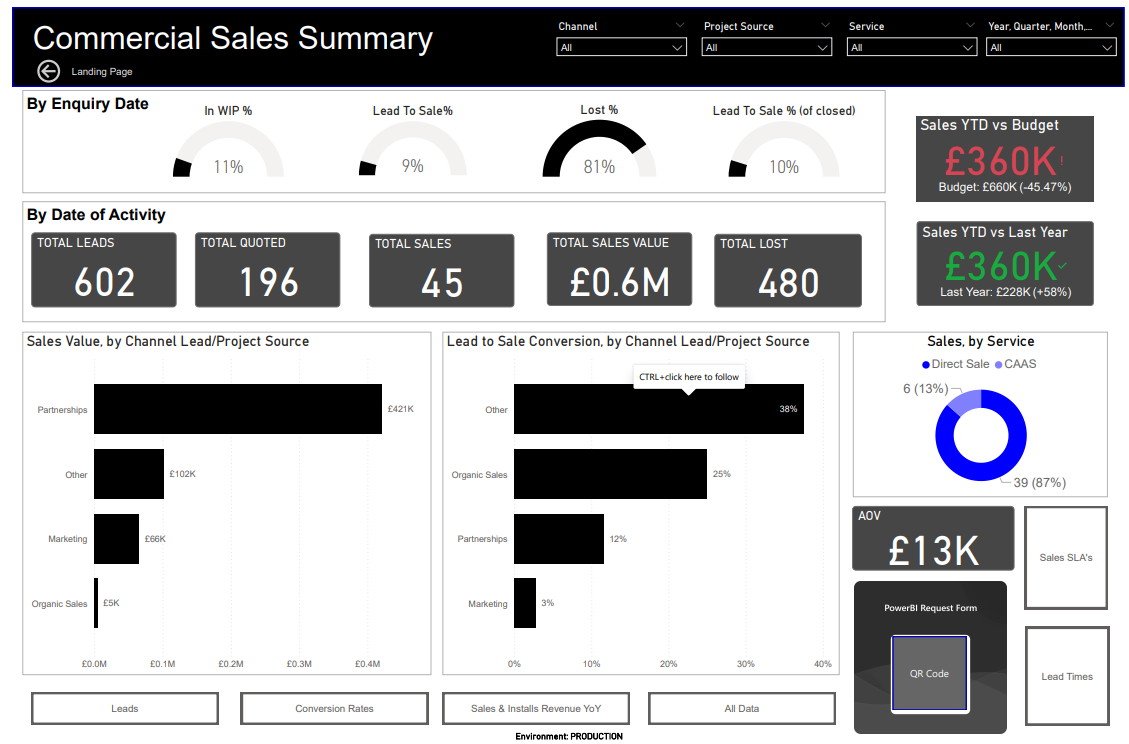 Commercial Sales Summary
Landing Page
Channel
All
Project Source
All
Service
All
Year, Quarter, Month,...
All
By Enquiry Date
In WIP %
11%
Lead To Sale%
9%
Lost %
81%
Lead To Sale % (of closed)
10%
Sales YTD vs Budget
£360K!
Budget: £660K (-45.47%)
By Date of Activity
TOTAL LEADS
602
TOTAL QUOTED
196
TOTAL SALES
45
TOTAL SALES VALUE
£0.6M
TOTAL LOST
480
Sales YTD vs Last Year
£360K✓
Last Year: £228K (+58%)
Sales Value, by Channel Lead/Project Source
Partnerships
£421K
Other
£102K
Marketing
£66K
Organic Sales
£5K
£0.0M £0.1M £0.2M £0.3M £0.4M
Lead to Sale Conversion, by Channel Lead/Project Source
CTRL+click here to follow
Other
38%
Organic Sales
25%
Partnerships
12%
Marketing
3%
0% 10% 20% 30% 40%
Sales, by Service
Direct Sale CAAS
6 (13%)
39 (87%)
AOV
£13K
Sales SLA's
PowerBI Request Form
QR Code
Lead Times
Leads
Conversion Rates
Sales & Installs Revenue YoY
All Data
Environment: PRODUCTION